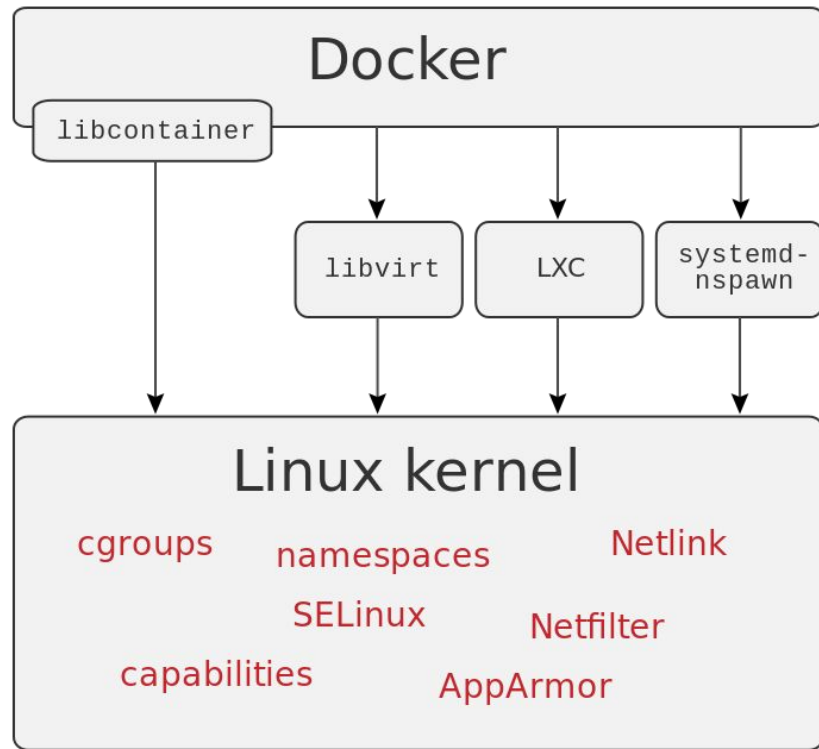 Docker
libcontainer
libvirt
LXC
systemd-
nspawn
Linux kernel
cgroups
namespaces
Netlink
SELinux
Netfilter
capabilities
AppArmor